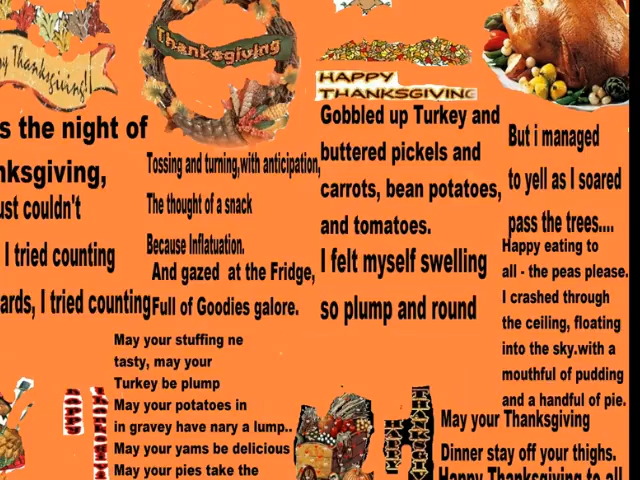 y Thanksgiving!
Thanksgiving
HAPPY
THANKSGIVING
s the night of
nksgiving,
ust couldn't
I tried counting
ards, I tried counting
Tossing and turning,with anticipation,
The thought of a snack
Because Inflatuation.
And gazed at the Fridge,
Full of Goodies galore.
Gobbled up Turkey and
buttered pickels and
carrots, bean potatoes,
and tomatoes.
I felt myself swelling
so plump and round
But i managed
to yell as I soared
pass the trees....
Happy eating to
all - the peas please.
I crashed through
the ceiling, floating
into the sky.with a
mouthful of pudding
and a handful of pie.
May your stuffing ne
tasty, may your
Turkey be plump
May your potatoes in
in gravey have nary a lump..
May your yams be delicious
May your pies take the
May your Thanksgiving
Dinner stay off your thighs.
Happy Thanksgiving to all